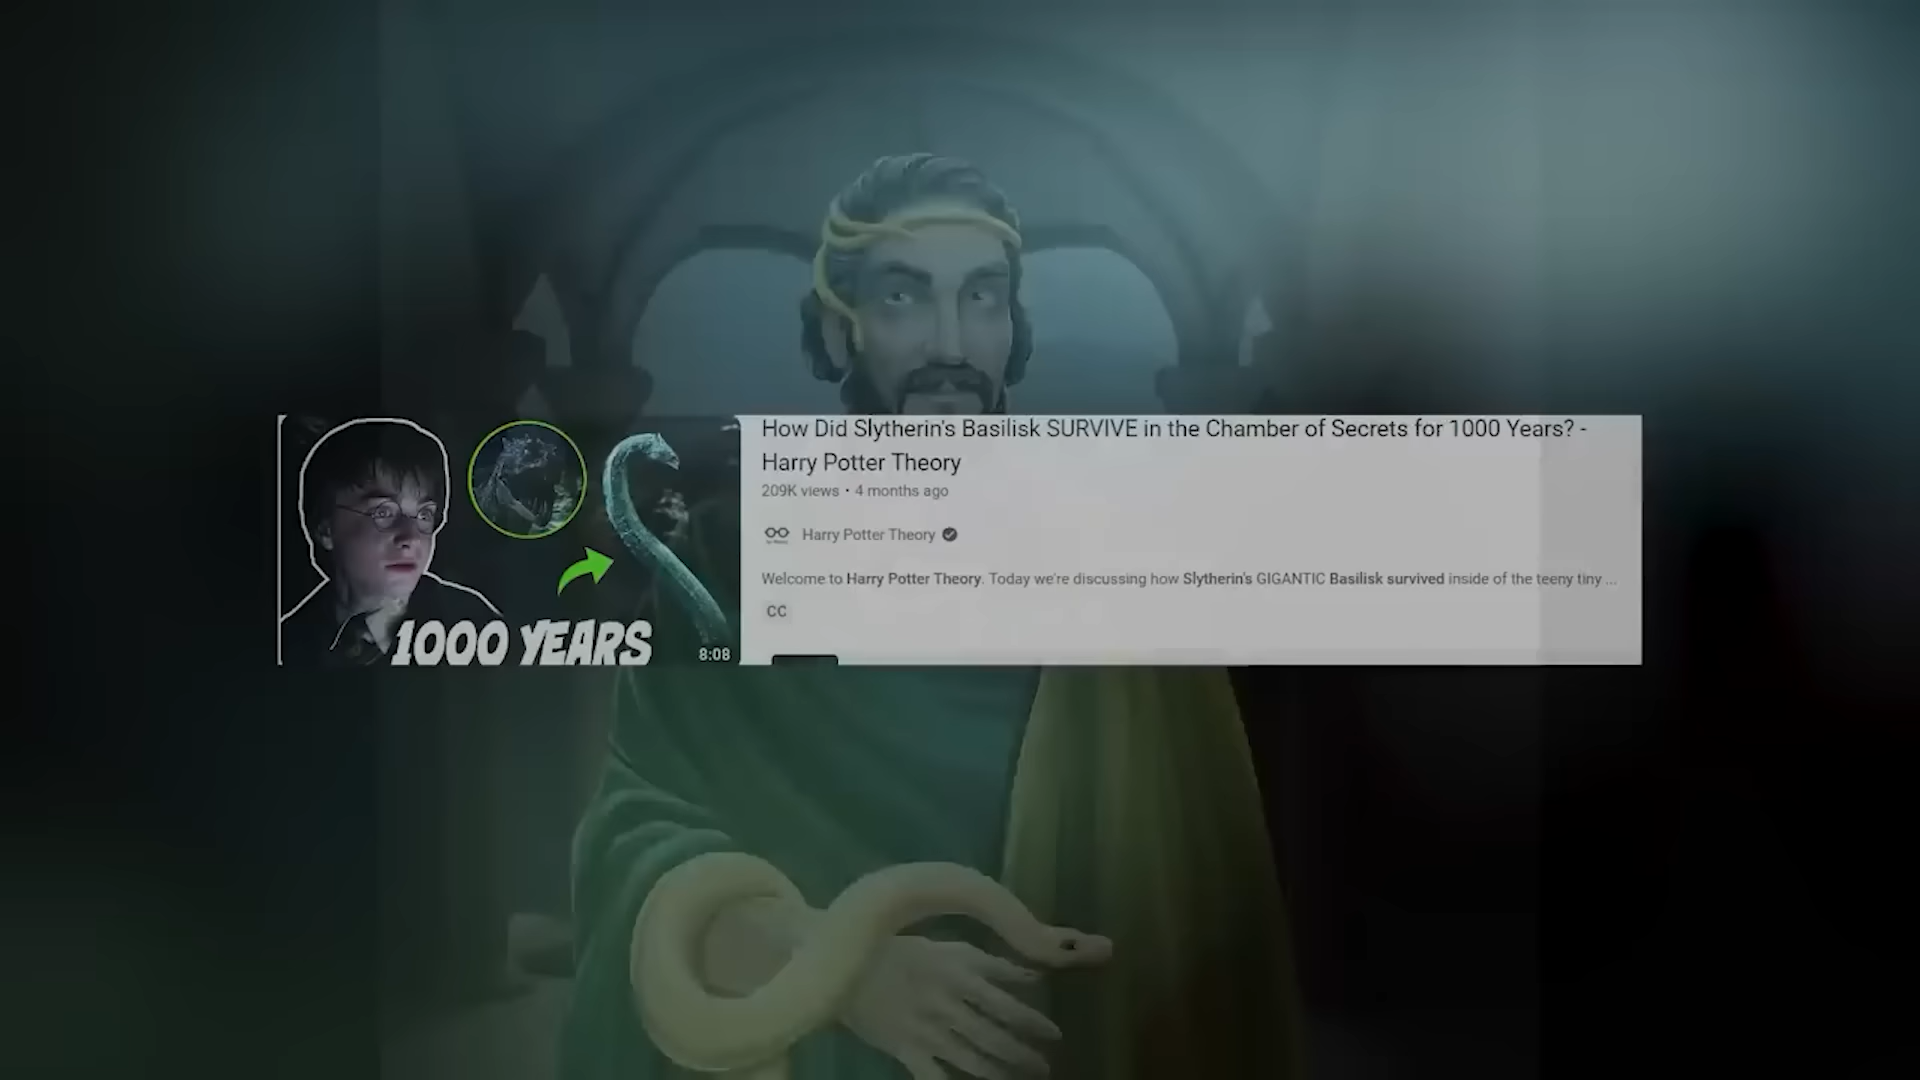 How Did Slytherin's Basilisk SURVIVE in the Chamber of Secrets for 1000 Years? -
Harry Potter Theory
209K views • 4 months ago
Harry Potter Theory
Welcome to Harry Potter Theory. Today we're discussing how Slytherin's GIGANTIC Basilisk survived inside of the teeny tiny ...
CC
1000 YEARS
8:08